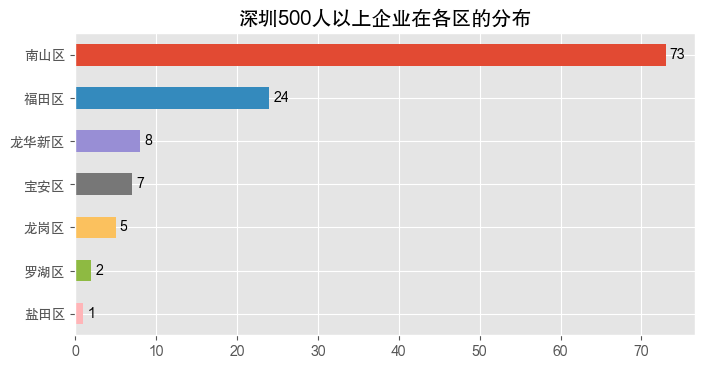 深圳500人以上企业在各区的分布
南山区 73
福田区 24
龙华新区 8
宝安区 7
龙岗区 5
罗湖区 2
盐田区 1
0 10 20 30 40 50 60 70